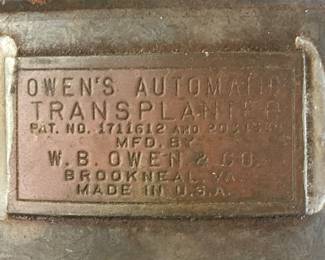 OWEN'S AUTOMATIC
TRANSPLANTER
PAT. NO. 1711612 AND
MFD. BY
W. B. OWEN & CO.
BROOKNEAL, VA.
MADE IN U.S.A.